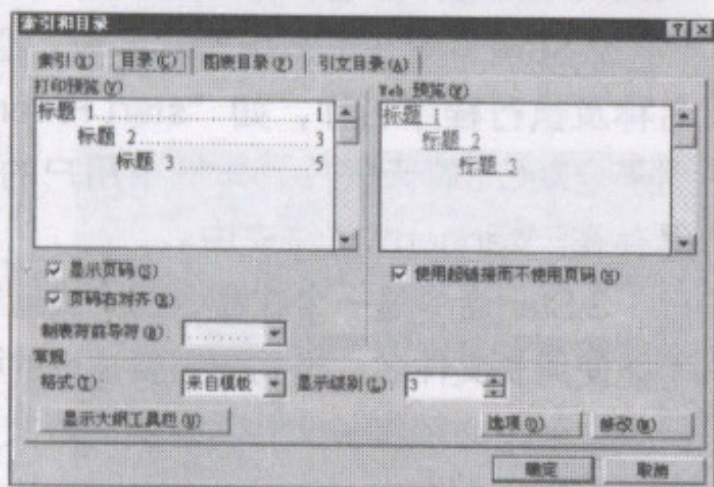 索引和目录
索引(X) 目录(C) 图表目录(F) 引文目录(A)
打印预览(V)
标题 1 1
标题 2 3
标题 3 5
Web 预览(W)
标题 1
标题 2
标题 3
显示页码(S)
页码右对齐(R)
制表符前导符(B): .......
使用超链接而不使用页码(H)
常规
格式(T): 来自模板 显示级别(L): 3
显示大纲工具栏(U) 选项(O) 修改(M)
确定 取消